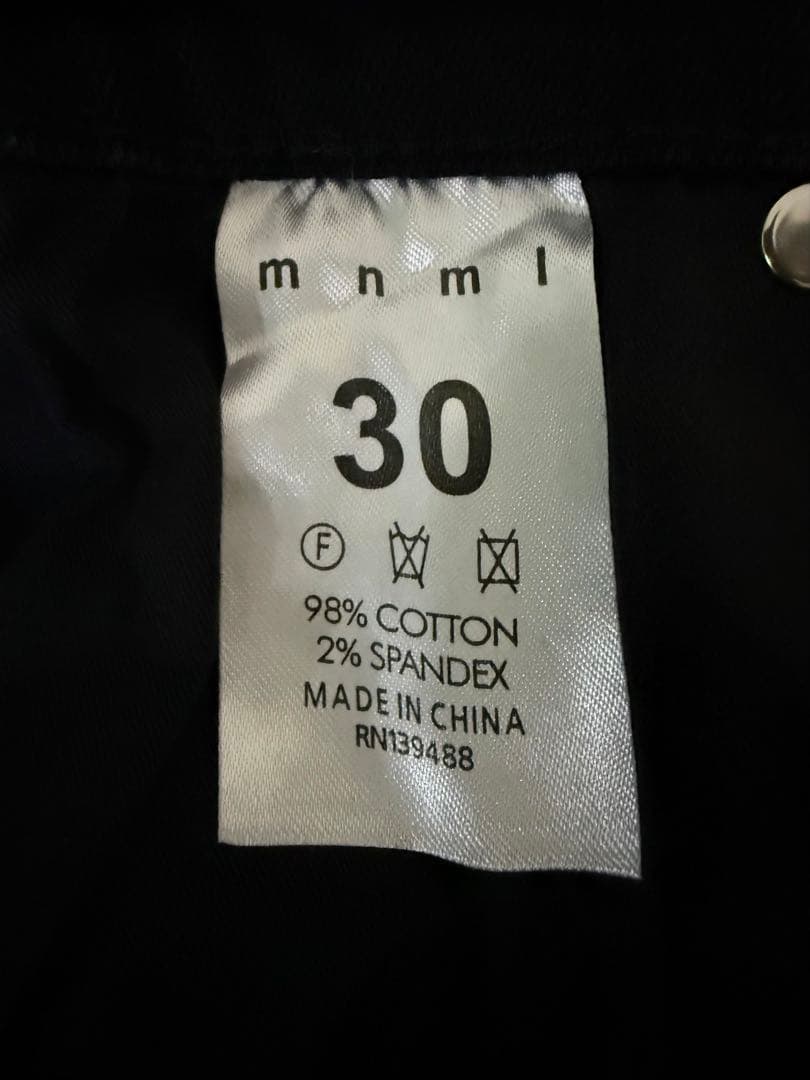 m n m l
30
F
98% COTTON
2% SPANDEX
MADE IN CHINA
RN139488